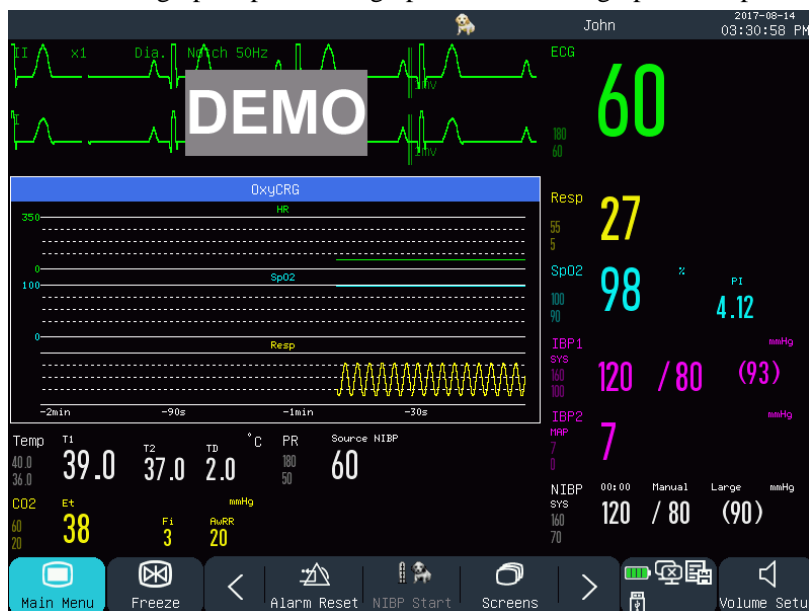 John
2017-08-14
03:30:58 PM
II x1 Dia. Notch 50Hz
1mV
I
1mV
DEMO
ECG
180
60
60
OxyCRG
HR
350
0
SpO2
100
0
Resp
-2min -90s -1min -30s
Resp
55
5
27
SpO2 %
100
90
98
PI
4.12
IBP1 mmHg
SYS
160
100
120 / 80 (93)
IBP2 mmHg
MAP
7
0
7
NIBP 00:00 Manual Large mmHg
SYS
160
70
120 / 80 (90)
Temp T1 T2 TD °C
40.0
36.0
39.0 37.0 2.0
PR Source NIBP
180
50
60
CO2 Et mmHg
60
20
38
Fi AwRR
3 20
Main Menu Freeze Alarm Reset NIBP Start Screens Volume Setu